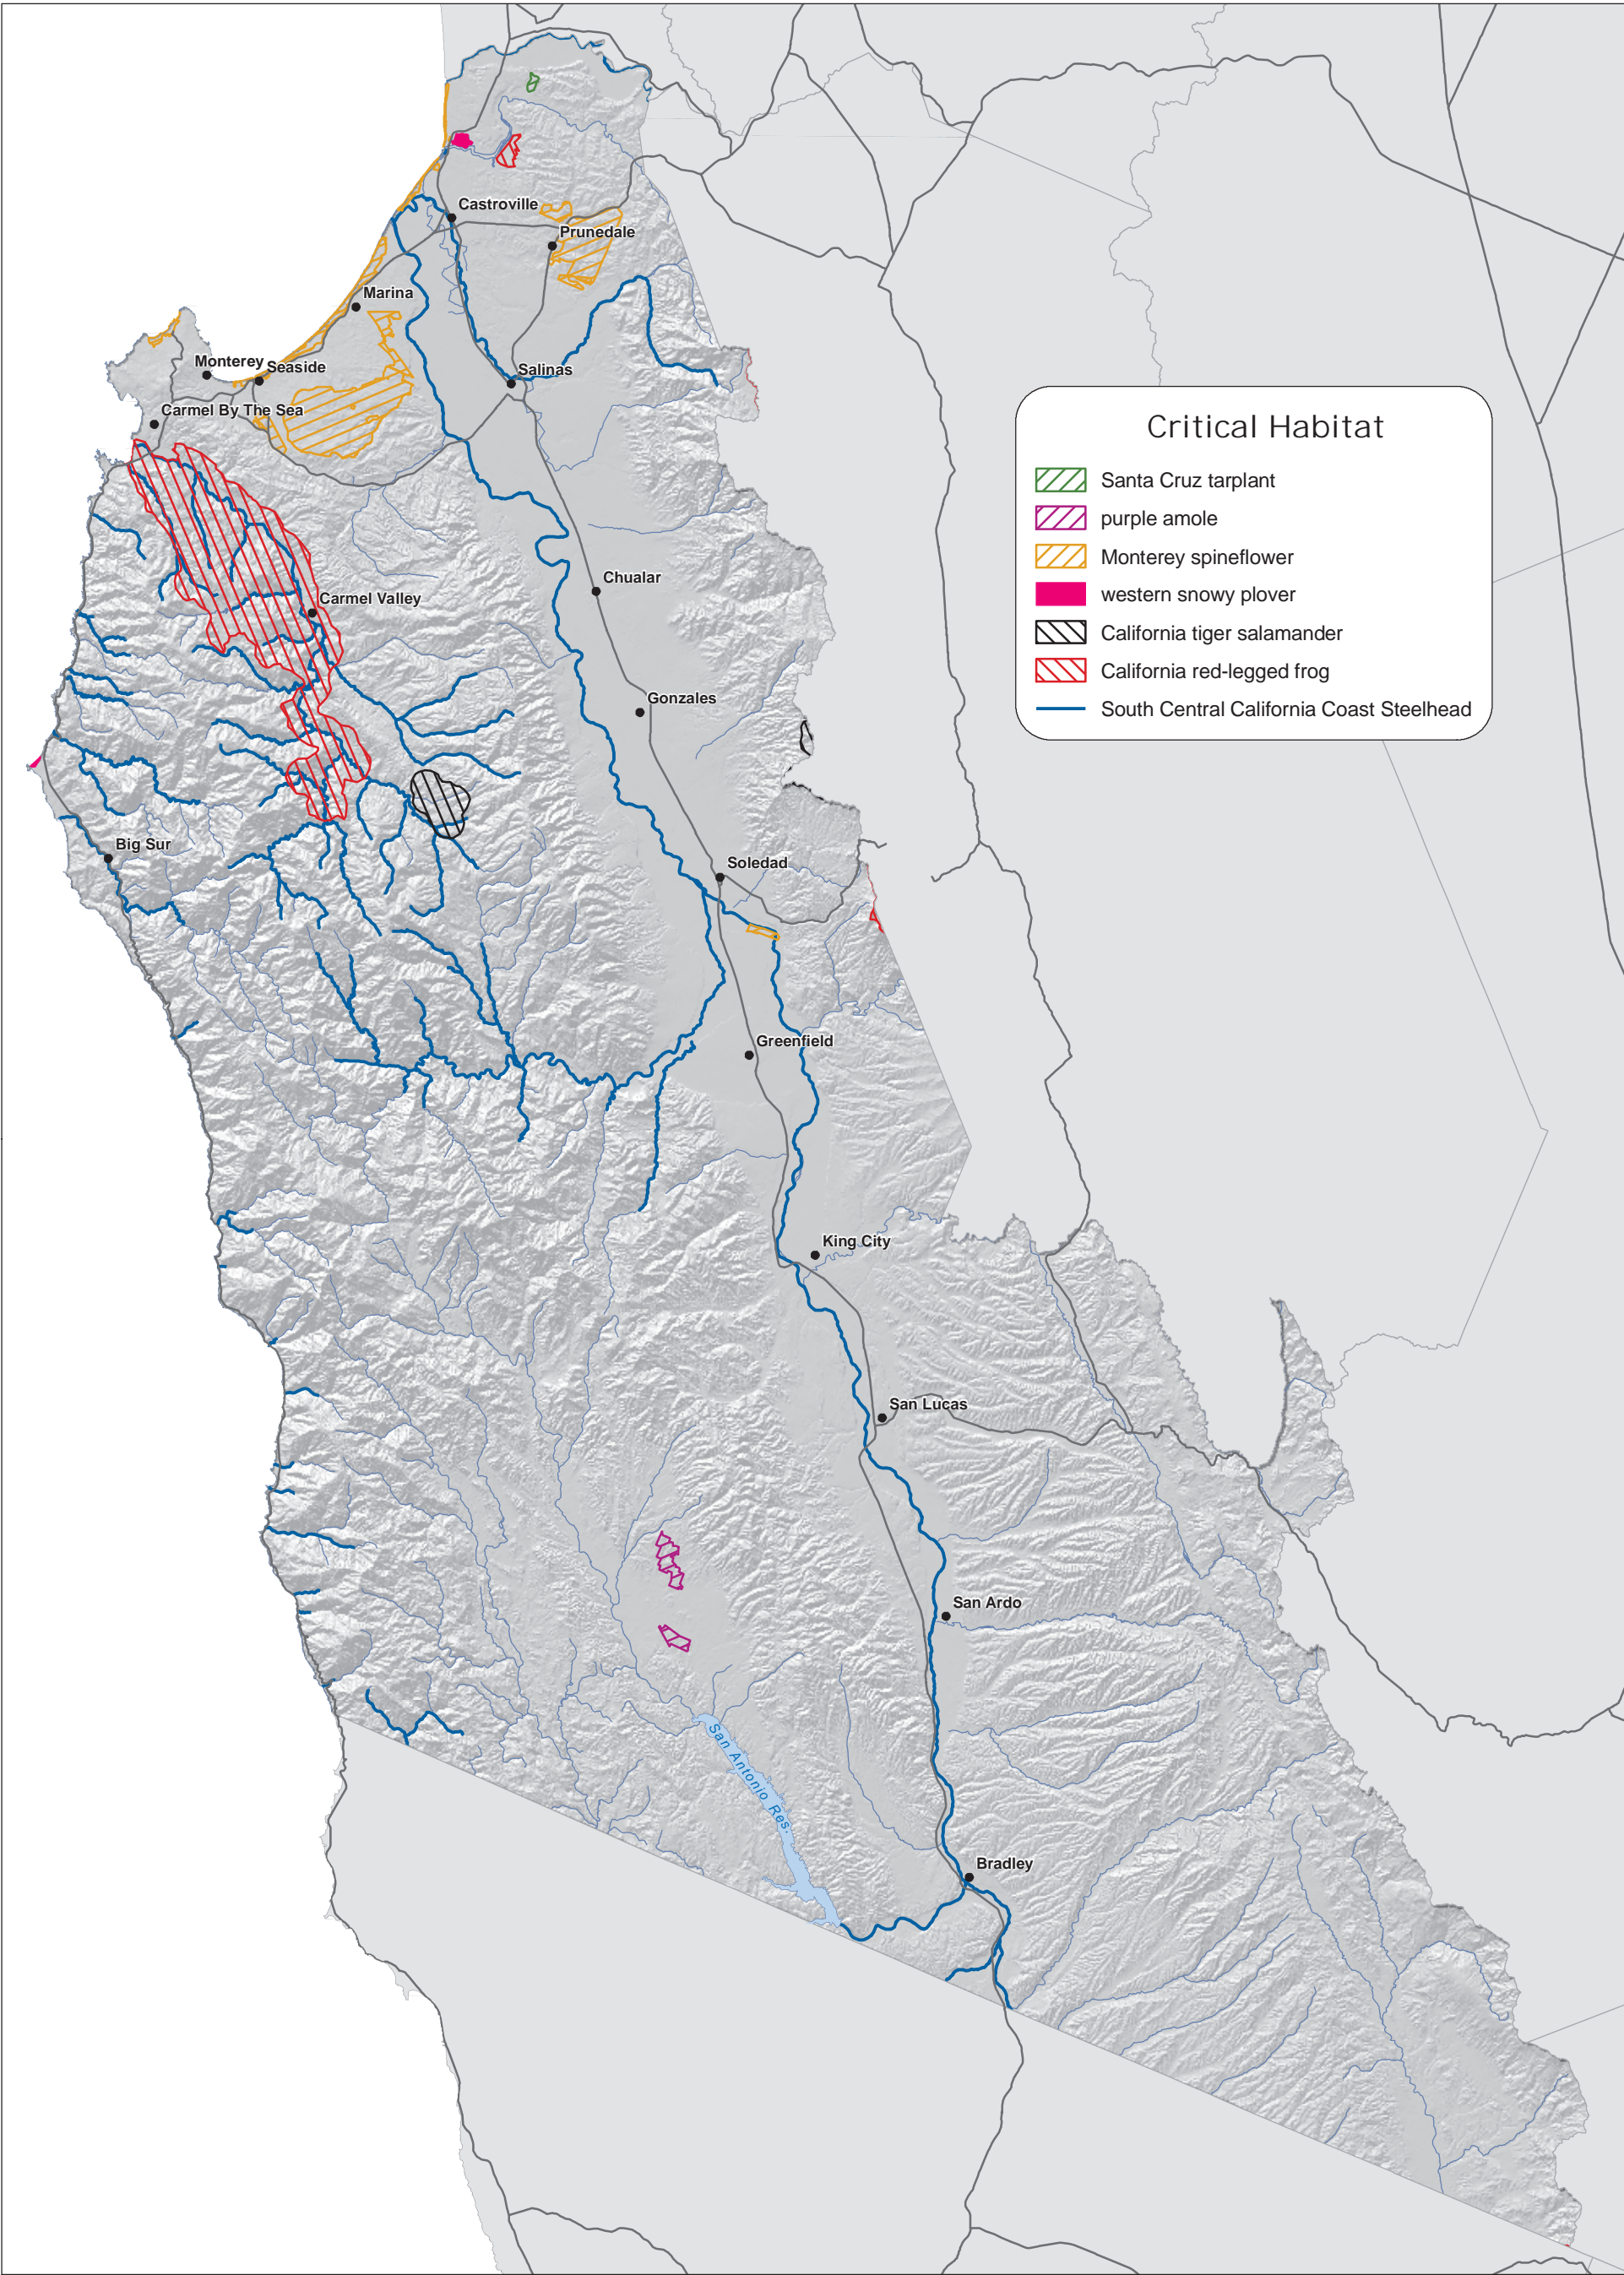 Castroville
Prunedale
Marina
Monterey
Seaside
Salinas
Carmel By The Sea
Critical Habitat
Santa Cruz tarplant
purple amole
Monterey spineflower
western snowy plover
California tiger salamander
California red-legged frog
South Central California Coast Steelhead
Chualar
Carmel Valley
Gonzales
Big Sur
Soledad
Greenfield
King City
San Lucas
San Ardo
San Antonio Res.
Bradley